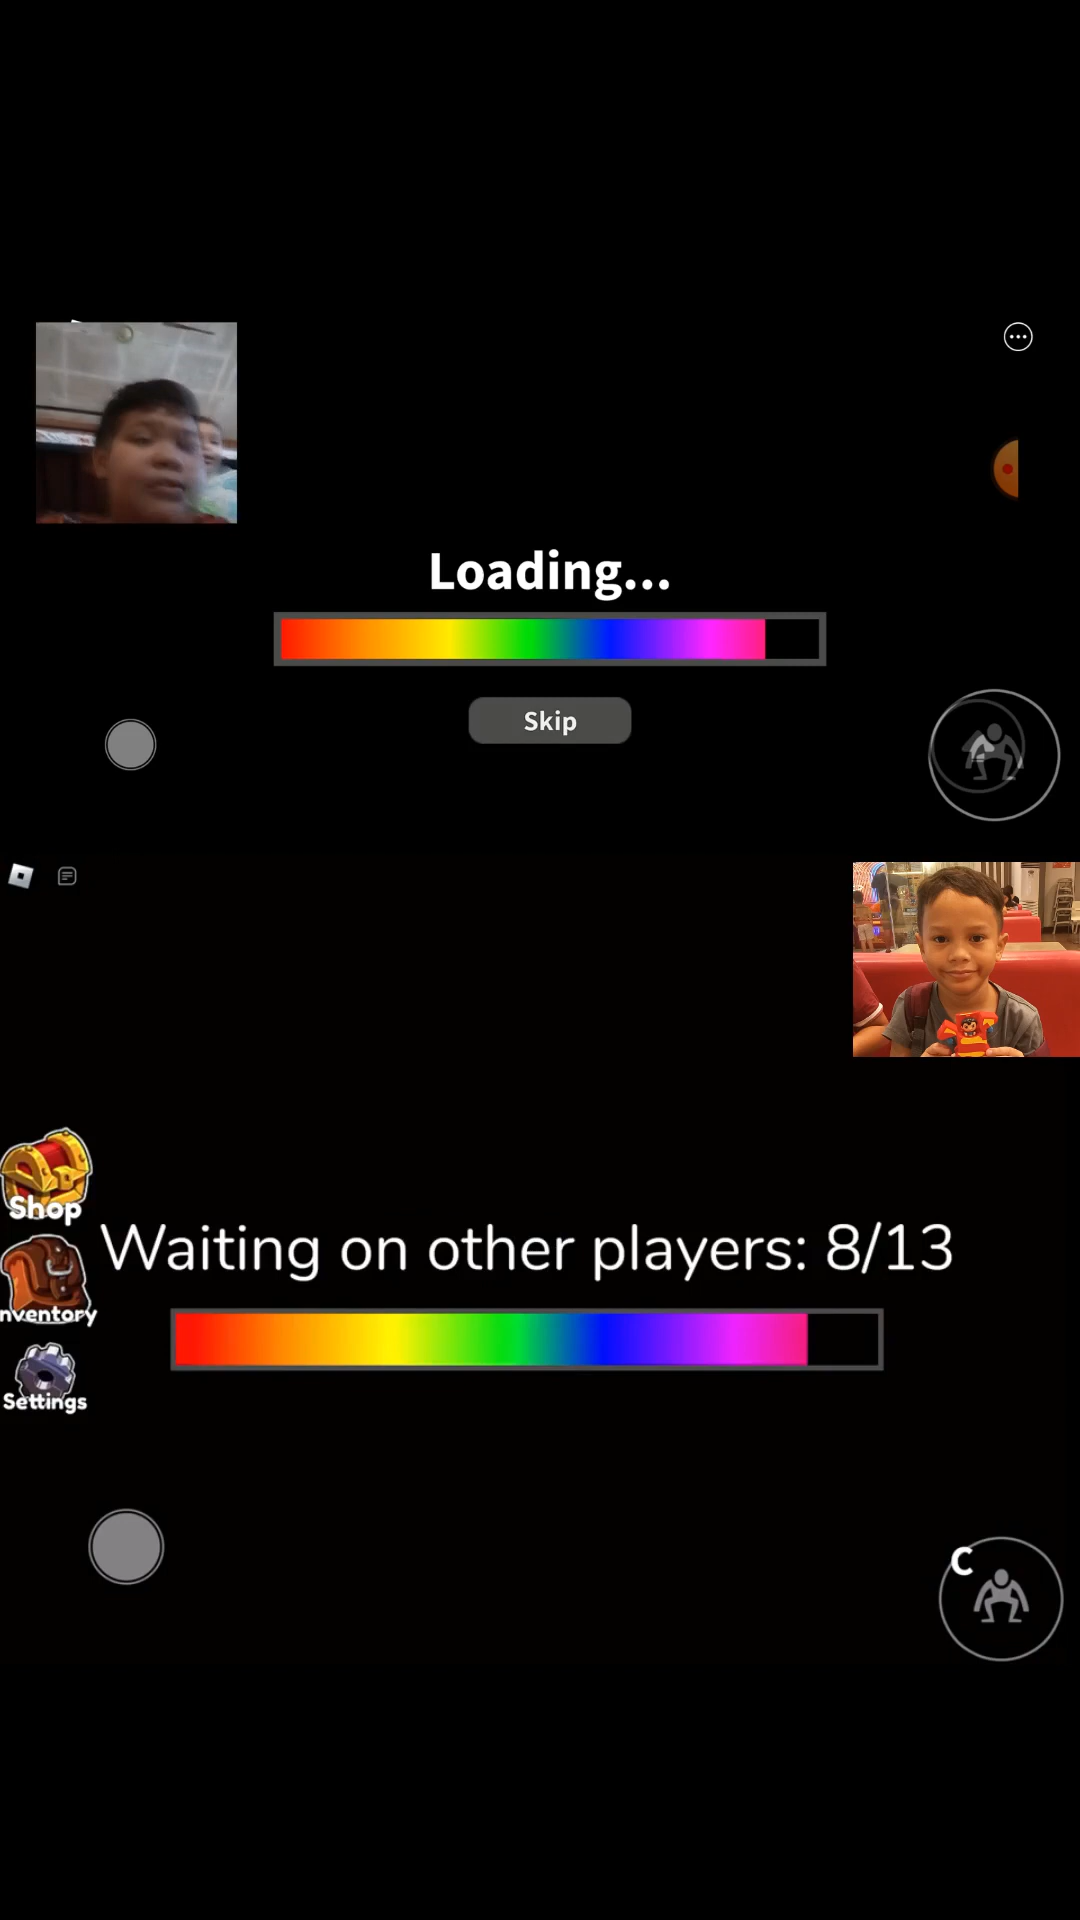 Loading...
Skip
Shop
Waiting on other players: 8/13
nventory
Settings
C